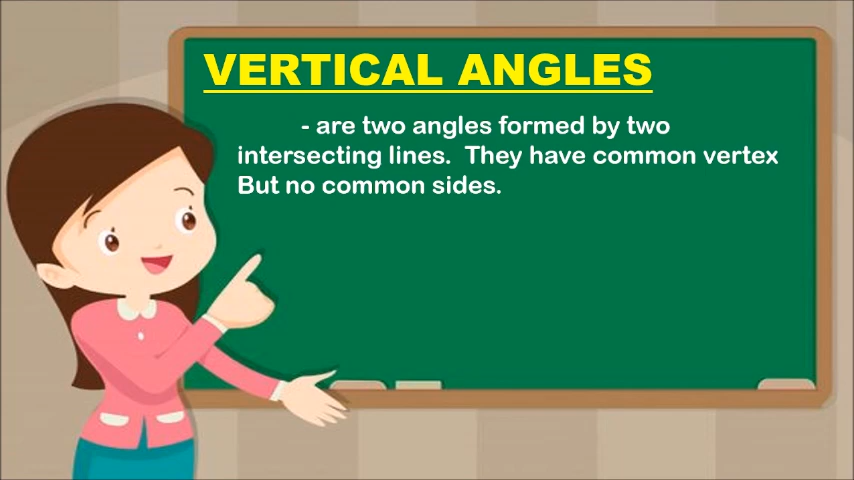 VERTICAL ANGLES
- are two angles formed by two
intersecting lines. They have common vertex
But no common sides.